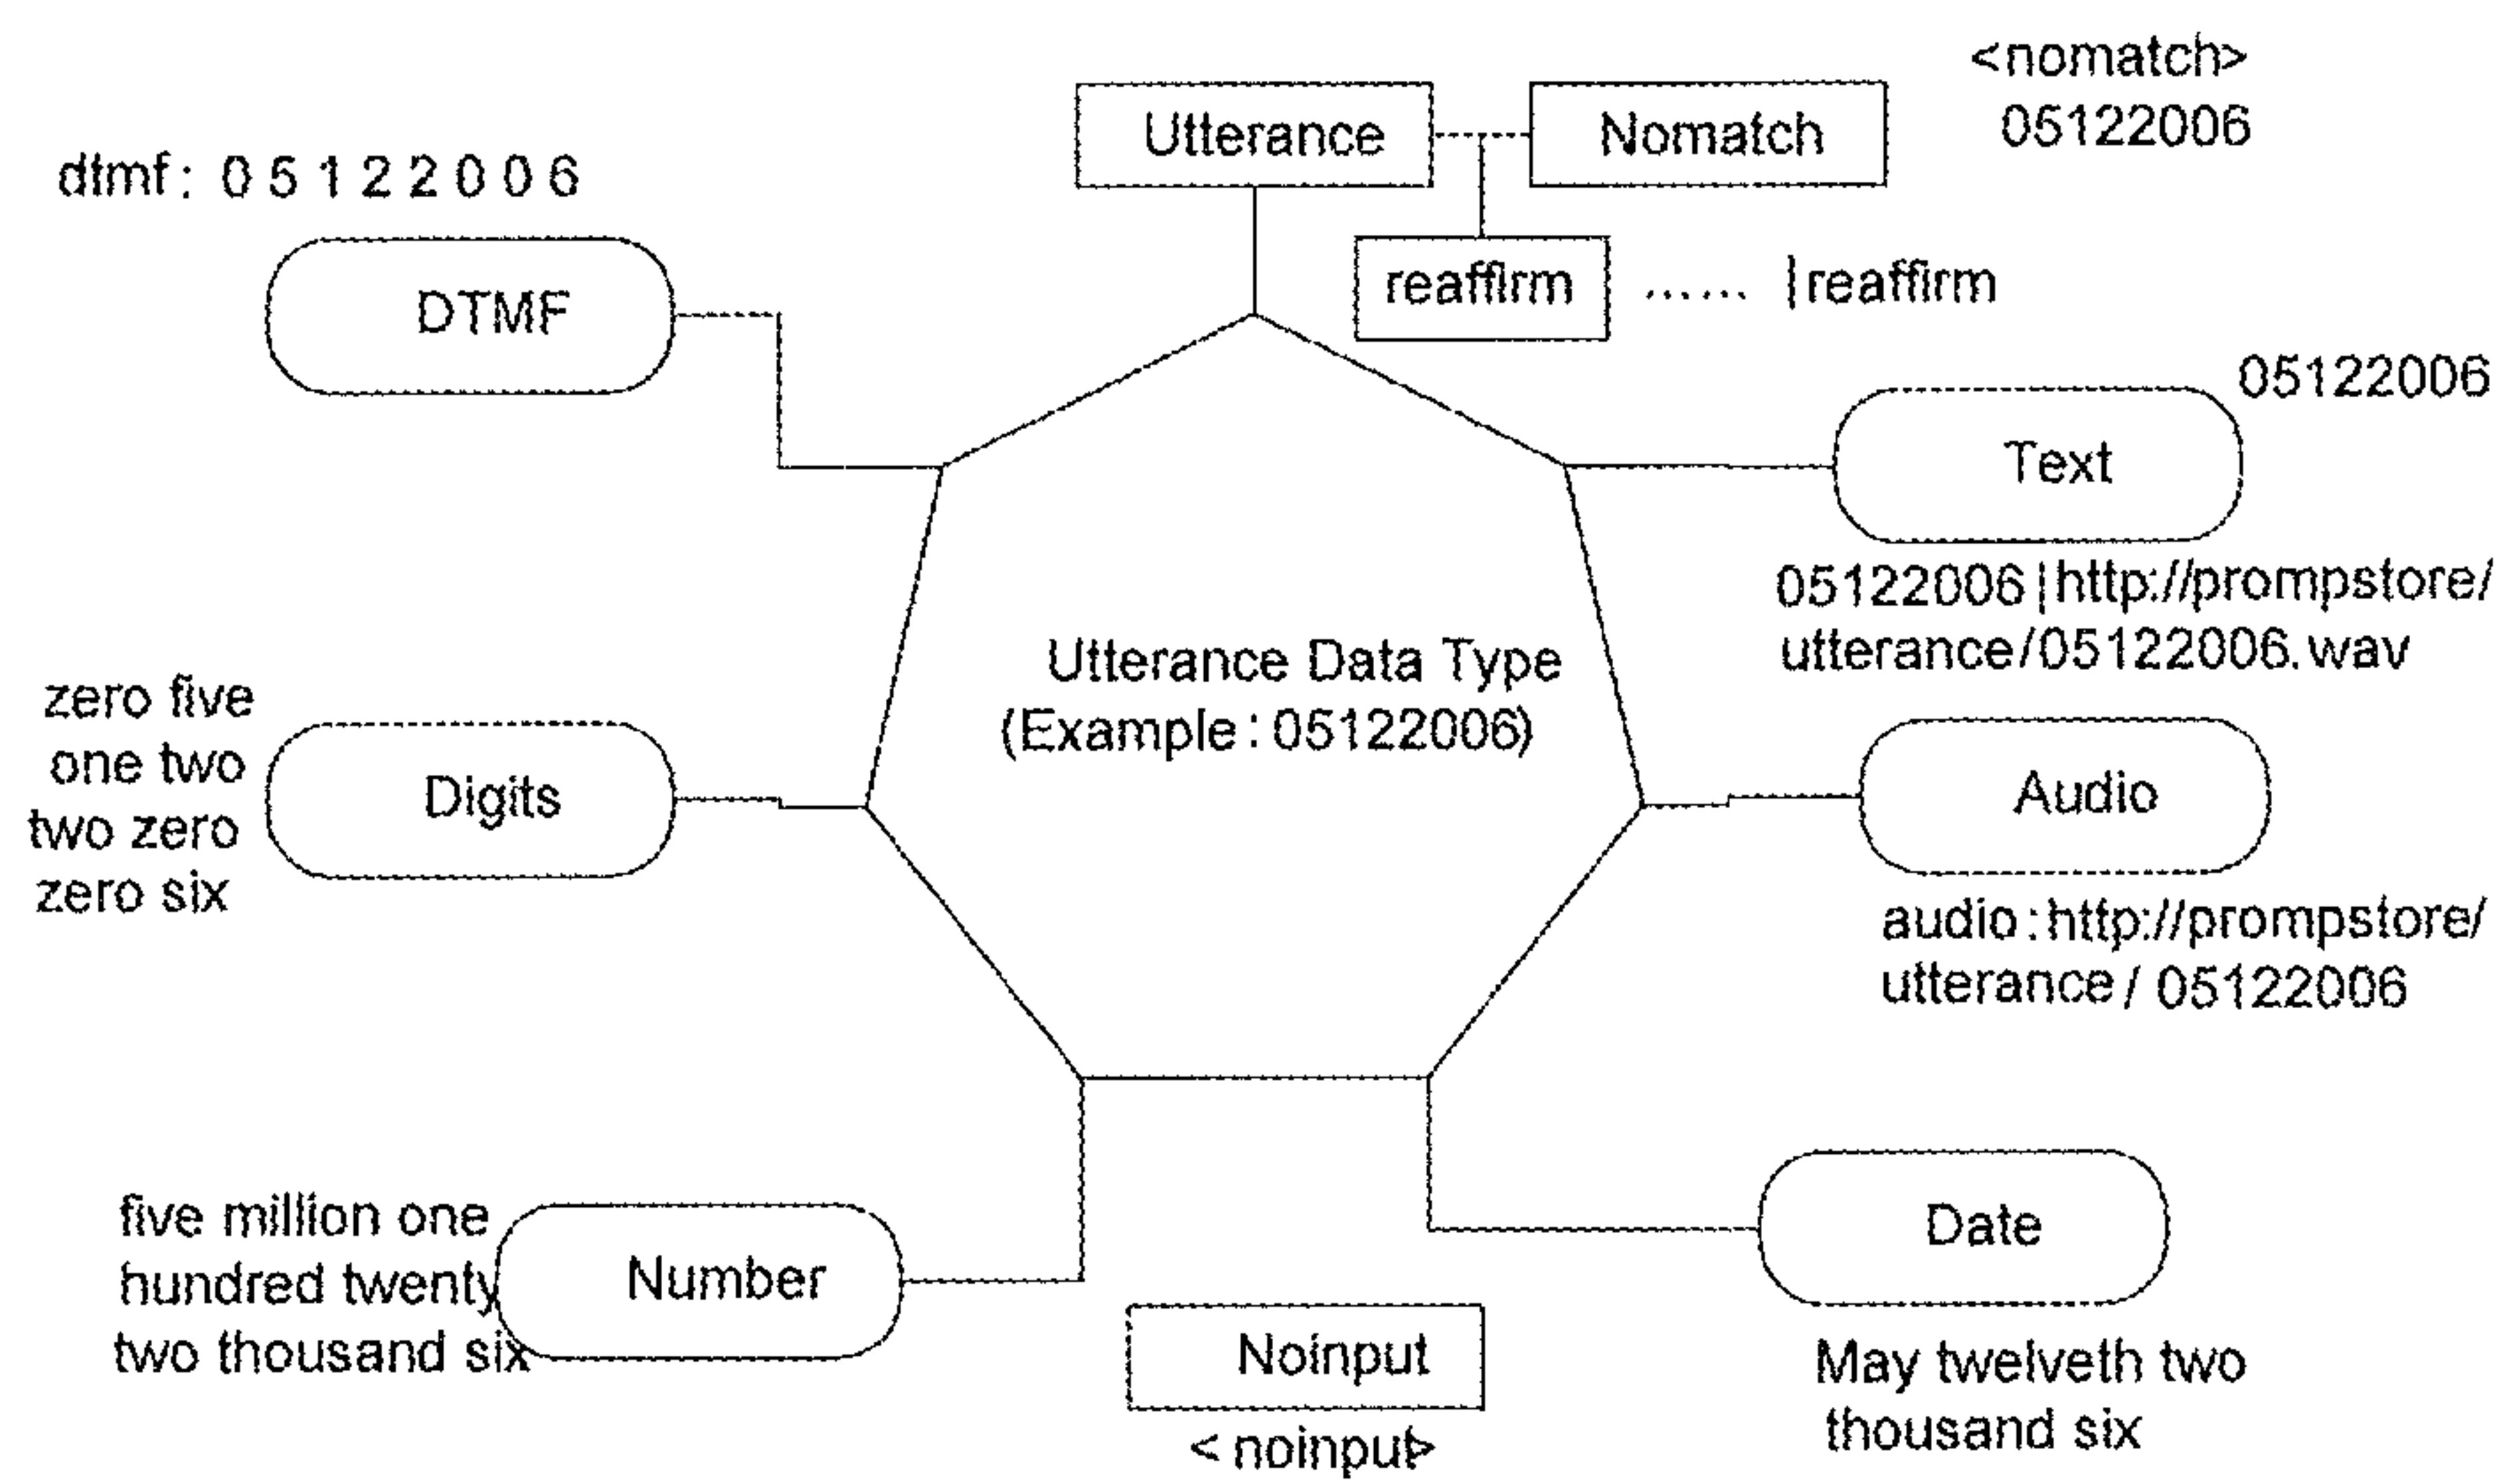 <nomatch>
05122006
Utterance
Nomatch
dtmf: 0 5 1 2 2 0 0 6
reaffirm
...... |reaffirm
DTMF
05122006
Text
05122006|http://prompstore/
utterance/05122006.wav
Utterance Data Type
(Example: 05122006)
zero five
one two
two zero
zero six
Digits
Audio
audio:http://prompstore/
utterance/ 05122006
five million one
hundred twenty
two thousand six
Number
Date
May twelveth two
thousand six
Noinput
< noinput>